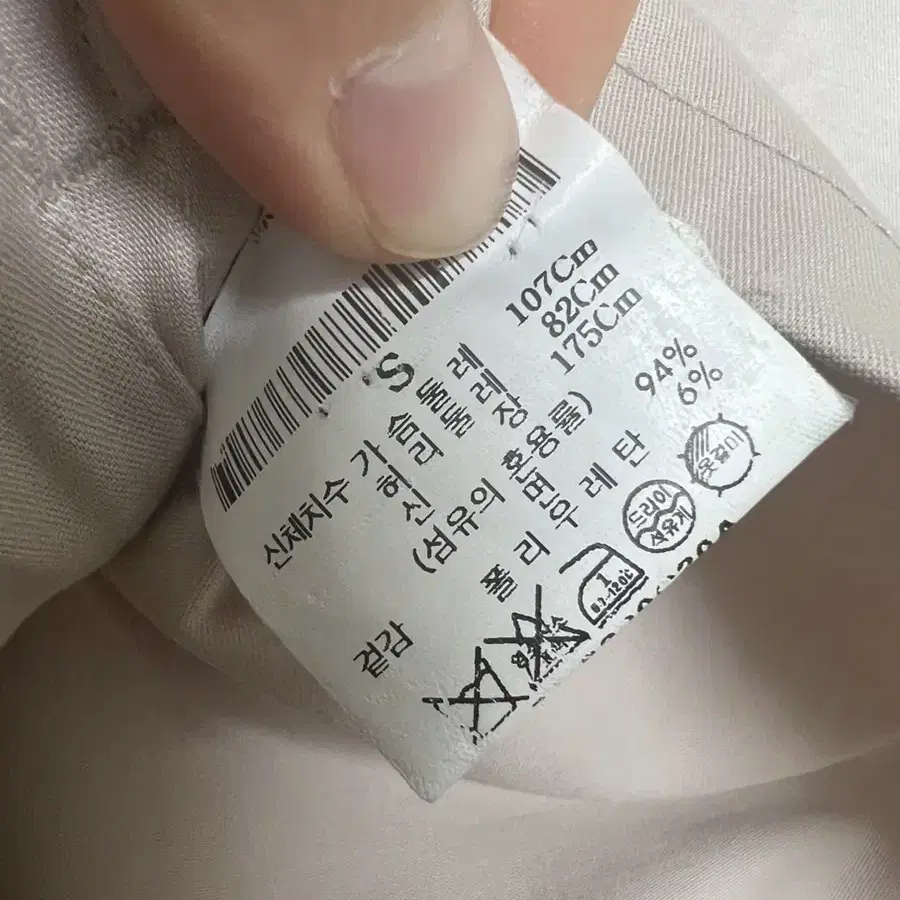 S
신체치수 가슴둘레 107Cm
허리둘레 82Cm
신 장 175Cm
(섬유의 혼용률)
겉감 면 94%
폴리우레탄 6%
1
드라이
석유계
옷걸이